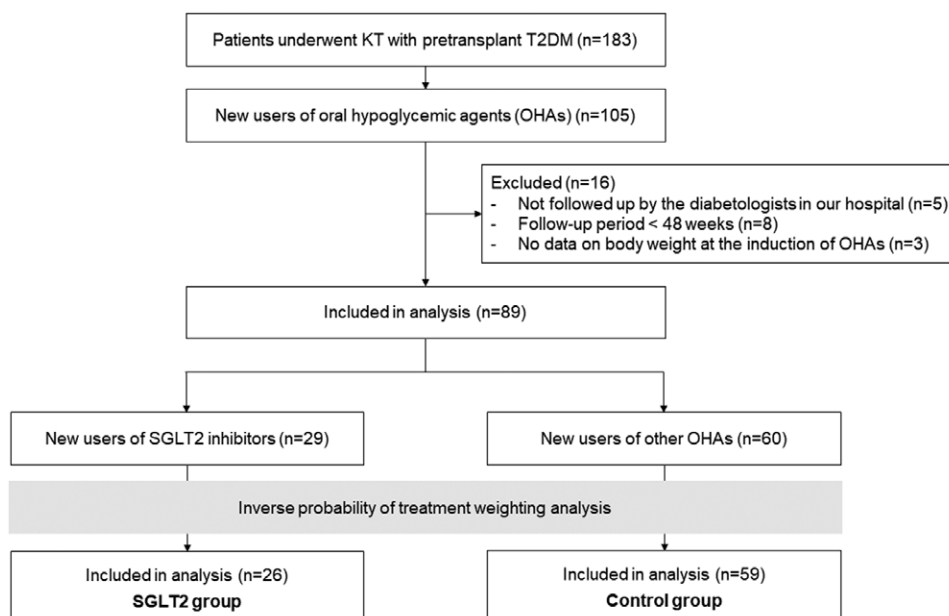 Patients underwent KT with pretransplant T2DM (n=183)
New users of oral hypoglycemic agents (OHAs) (n=105)
Excluded (n=16)
- Not followed up by the diabetologists in our hospital (n=5)
- Follow-up period < 48 weeks (n=8)
- No data on body weight at the induction of OHAs (n=3)
Included in analysis (n=89)
New users of SGLT2 inhibitors (n=29)
New users of other OHAs (n=60)
Inverse probability of treatment weighting analysis
Included in analysis (n=26)
SGLT2 group
Included in analysis (n=59)
Control group